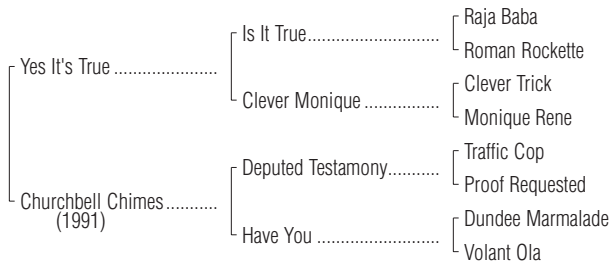 Raja Baba
Is It True
Roman Rockette
Yes It's True
Clever Trick
Clever Monique
Monique Rene
Traffic Cop
Deputed Testamony
Proof Requested
Churchbell Chimes
(1991)
Dundee Marmalade
Have You
Volant Ola